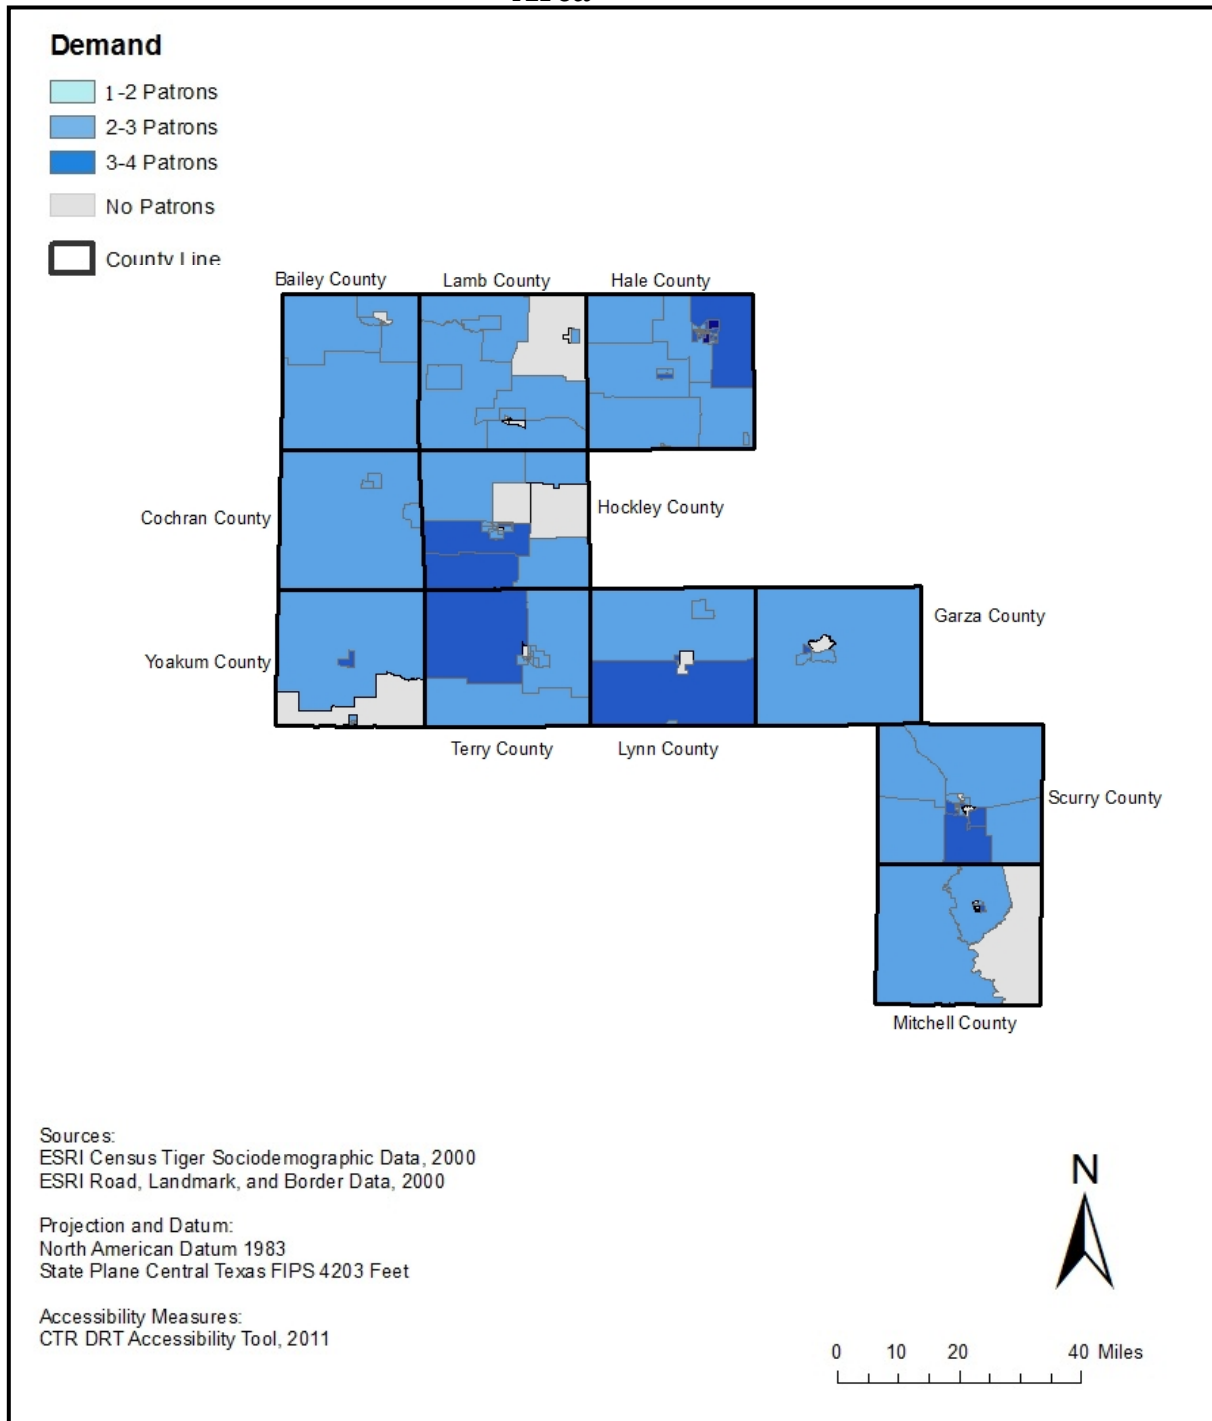 Area
Demand
1-2 Patrons
2-3 Patrons
3-4 Patrons
No Patrons
County Line
Bailey County
Lamb County
Hale County
Cochran County
Hockley County
Yoakum County
Garza County
Terry County
Lynn County
Scurry County
Mitchell County
Sources:
ESRI Census Tiger Sociodemographic Data, 2000
ESRI Road, Landmark, and Border Data, 2000
Projection and Datum:
North American Datum 1983
State Plane Central Texas FIPS 4203 Feet
Accessibility Measures:
CTR DRT Accessibility Tool, 2011
N
0 10 20 40 Miles